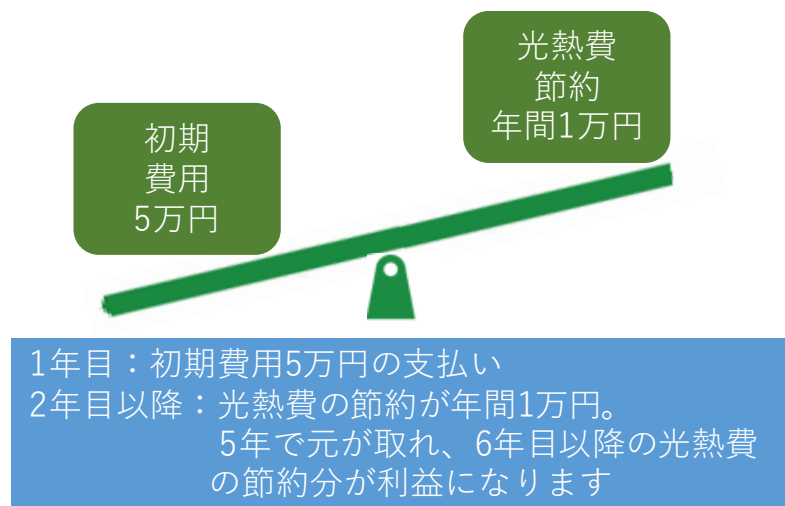 光熱費
節約
年間1万円
初期
費用
5万円
1年目：初期費用5万円の支払い
2年目以降：光熱費の節約が年間1万円。
5年で元が取れ、6年目以降の光熱費
の節約分が利益になります